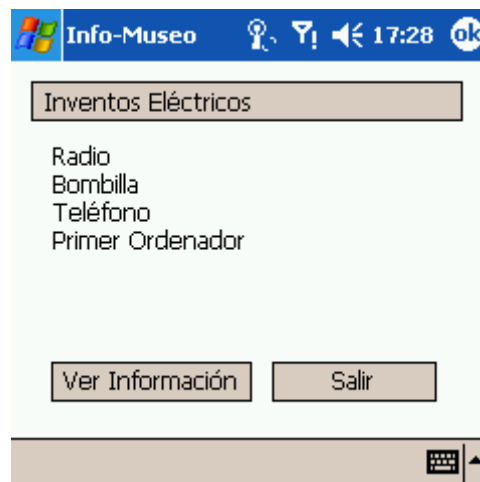 Info-Museo 17:28 ok
Inventos Eléctricos
Radio
Bombilla
Teléfono
Primer Ordenador
Ver Información Salir